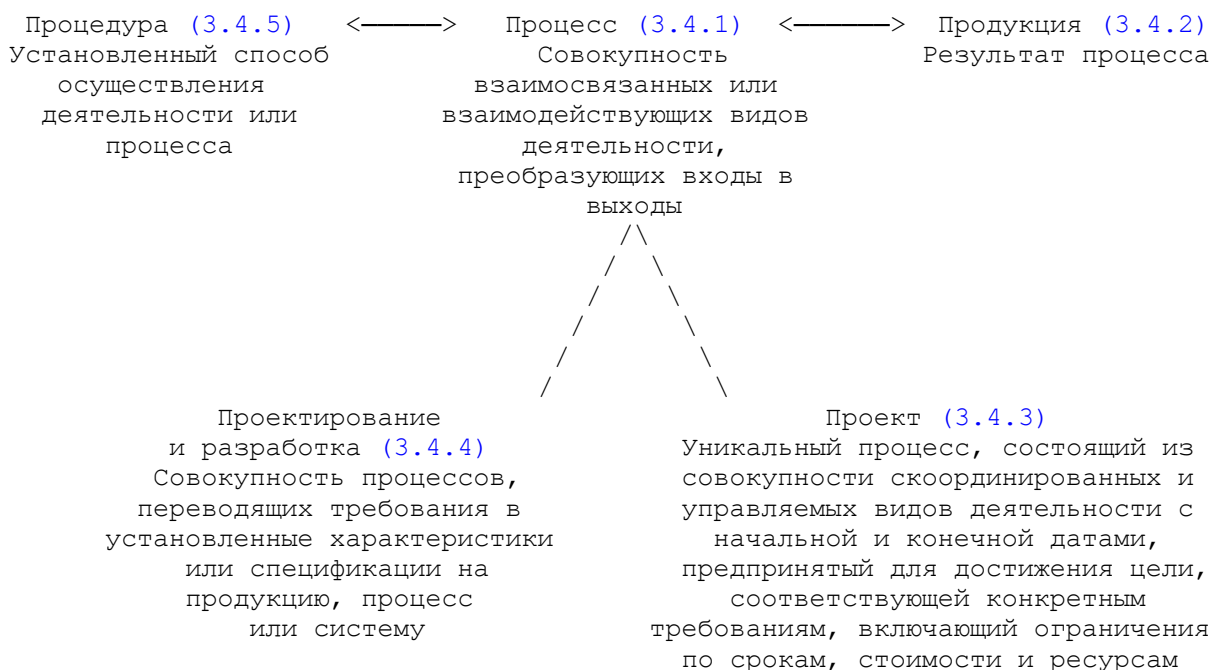 Процедура (3.4.5) <—————> Процесс (3.4.1) <——————> Продукция (3.4.2)
Установленный способ Совокупность Результат процесса
осуществления взаимосвязанных или
деятельности или взаимодействующих видов
процесса деятельности,
преобразующих входы в
выходы
Проектирование Проект (3.4.3)
и разработка (3.4.4) Уникальный процесс, состоящий из
Совокупность процессов, совокупности скоординированных и
переводящих требования в управляемых видов деятельности с
установленные характеристики начальной и конечной датами,
или спецификации на предпринятый для достижения цели,
продукцию, процесс соответствующей конкретным
или систему требованиям, включающий ограничения
по срокам, стоимости и ресурсам